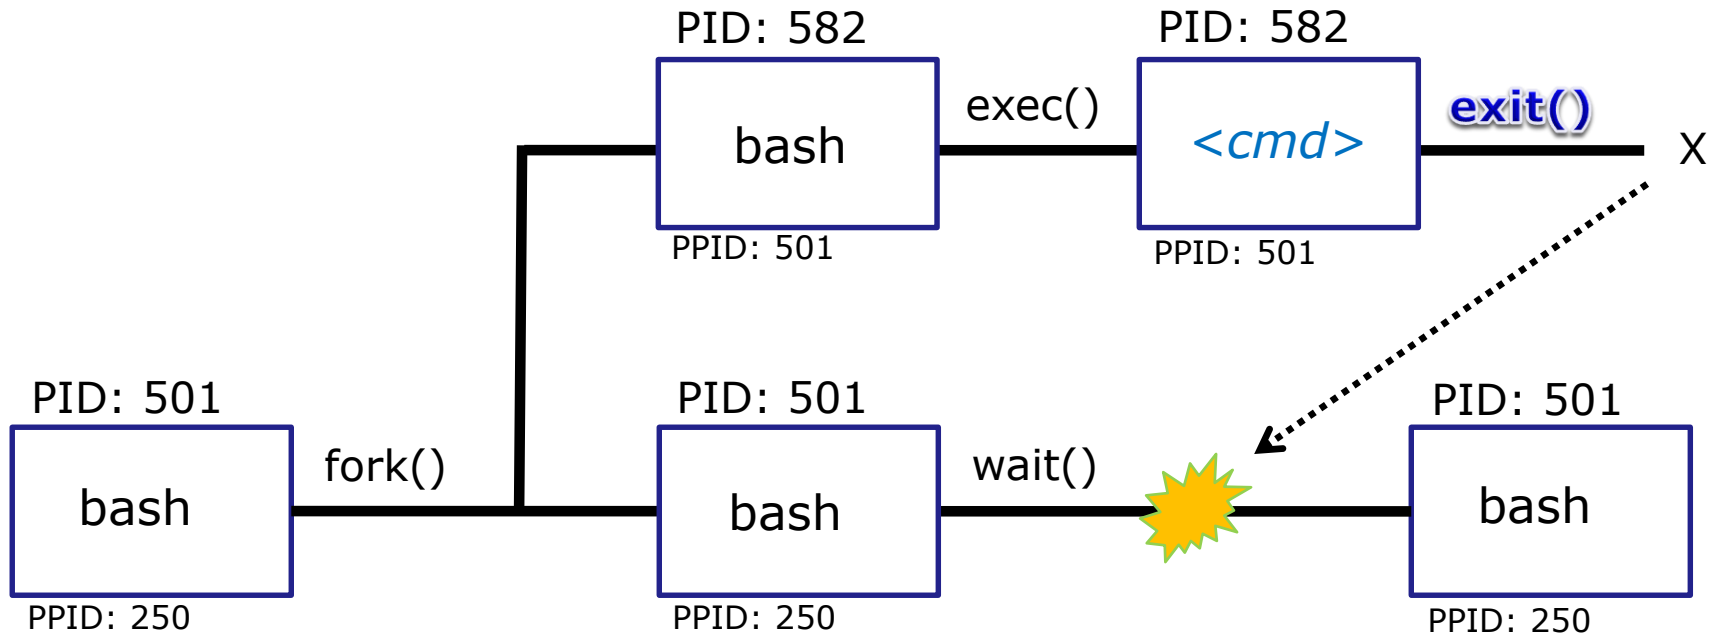 PID: 582
bash
PPID: 501
exec()
PID: 582
<cmd>
PPID: 501
exit()
X
PID: 501
bash
PPID: 250
fork()
PID: 501
bash
PPID: 250
wait()
PID: 501
bash
PPID: 250